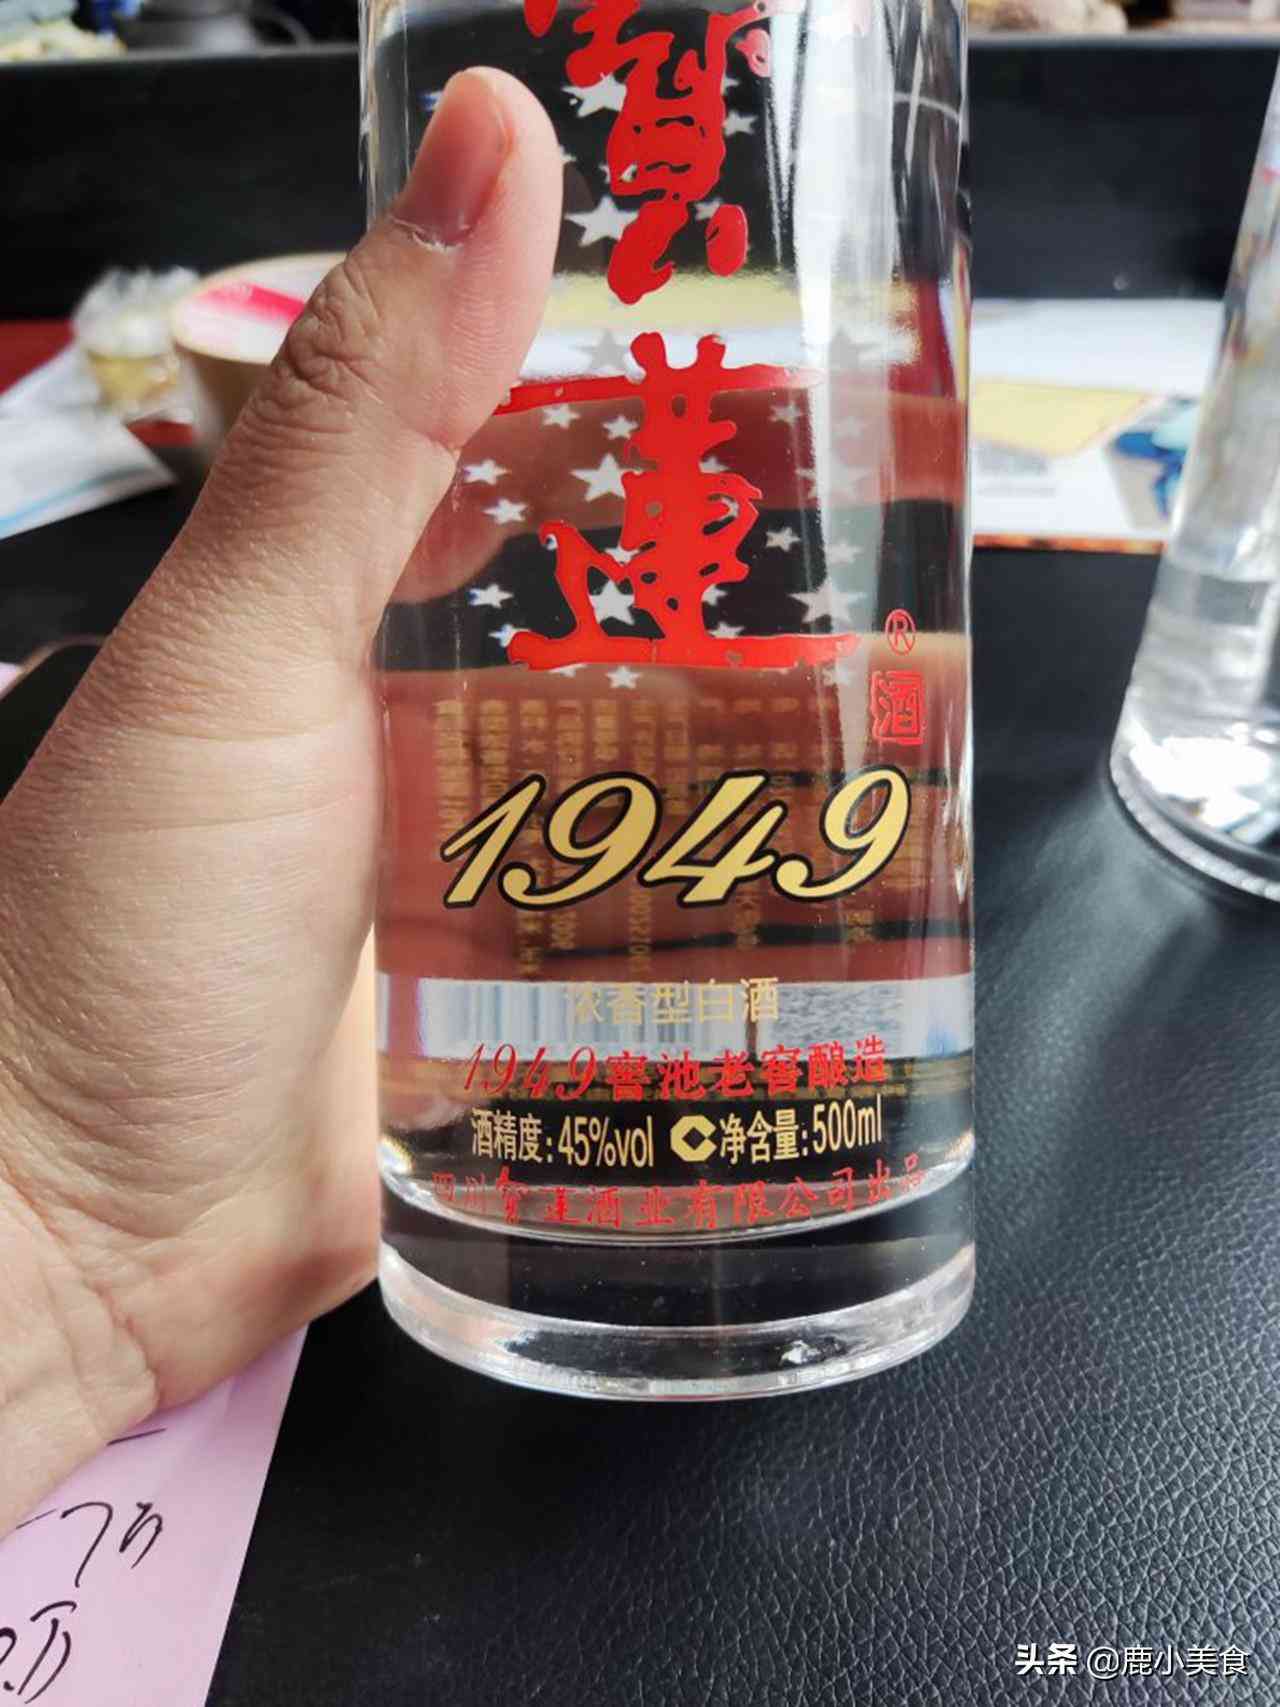 寳
蓮
®
酒
1949
浓香型白酒
1949窖池老窖酿造
酒精度:45%vol 净含量:500ml
四川寳蓮酒业有限公司出品
头条 @鹿小美食